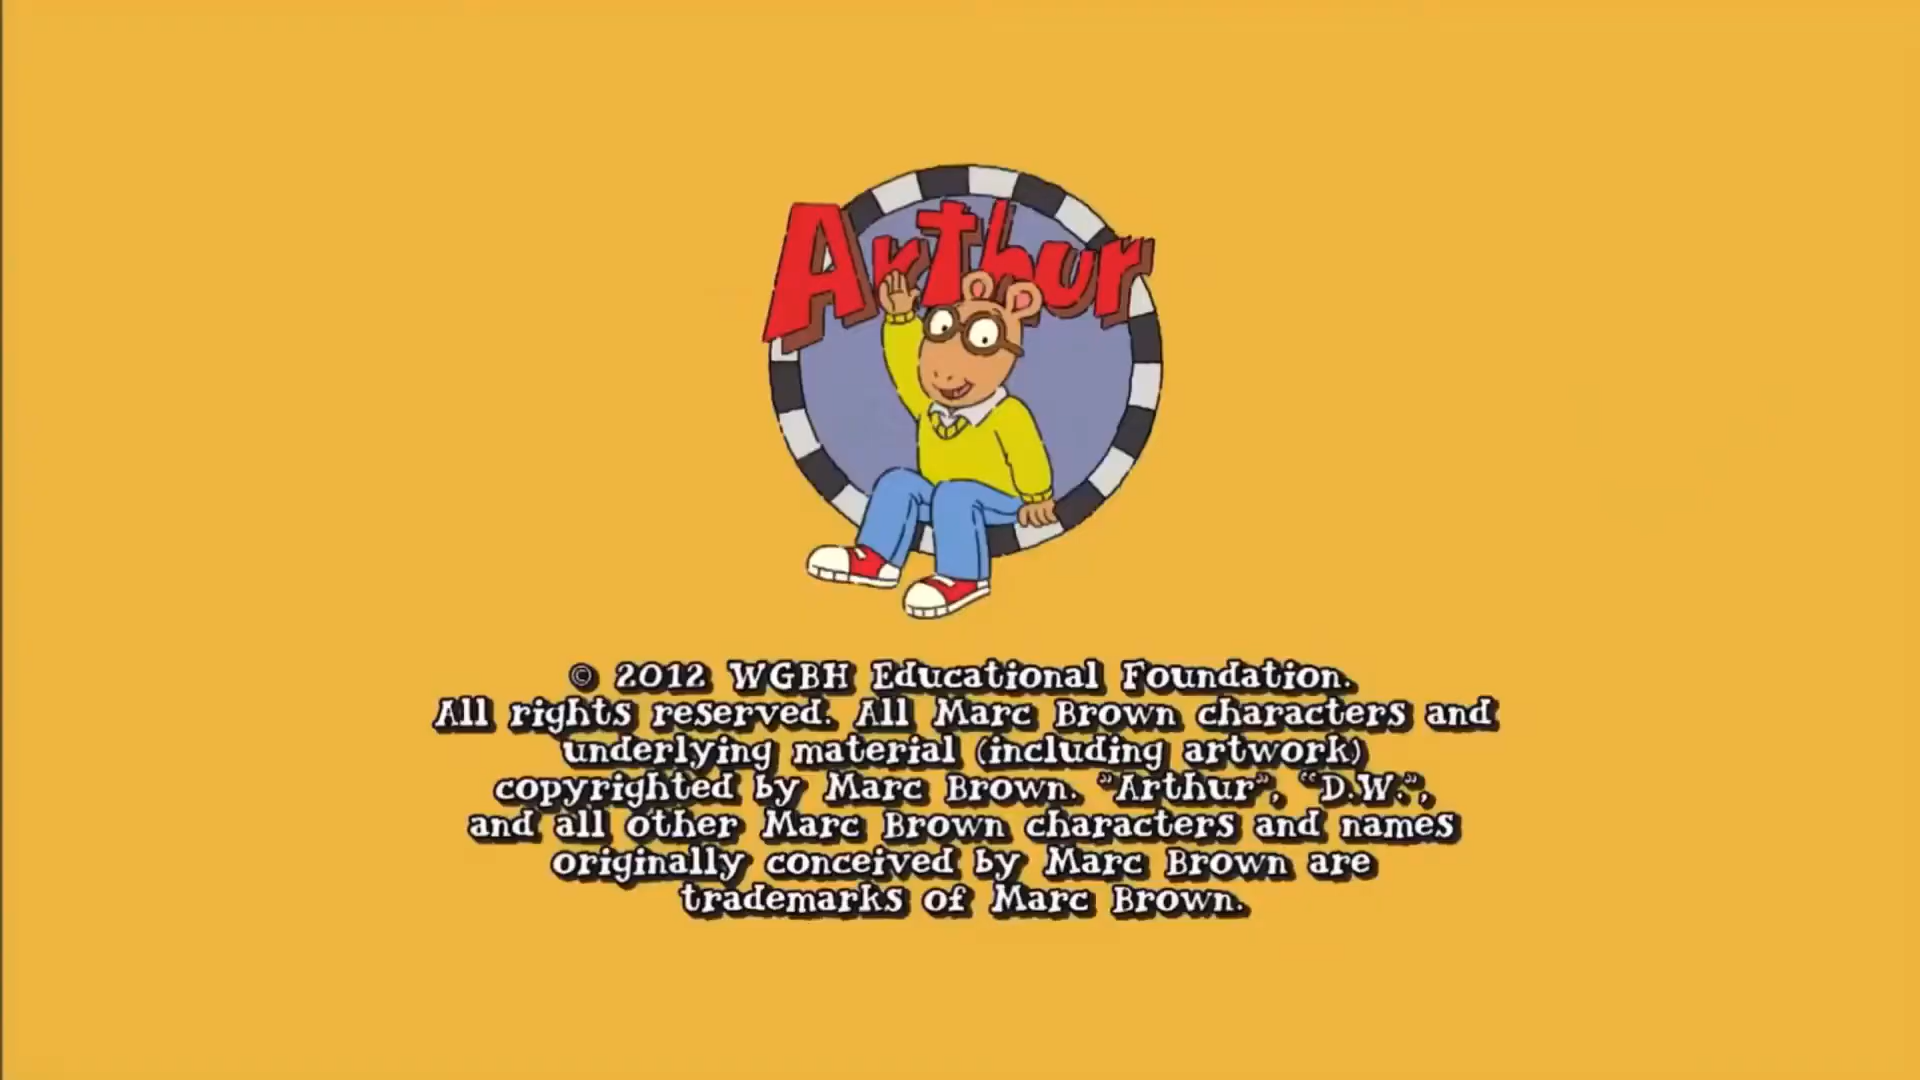 Arthur
© 2012 WGBH Educational Foundation.
All rights reserved. All Marc Brown characters and
underlying material (including artwork)
copyrighted by Marc Brown. ”Arthur”, “D.W.”,
and all other Marc Brown characters and names
originally conceived by Marc Brown are
trademarks of Marc Brown.